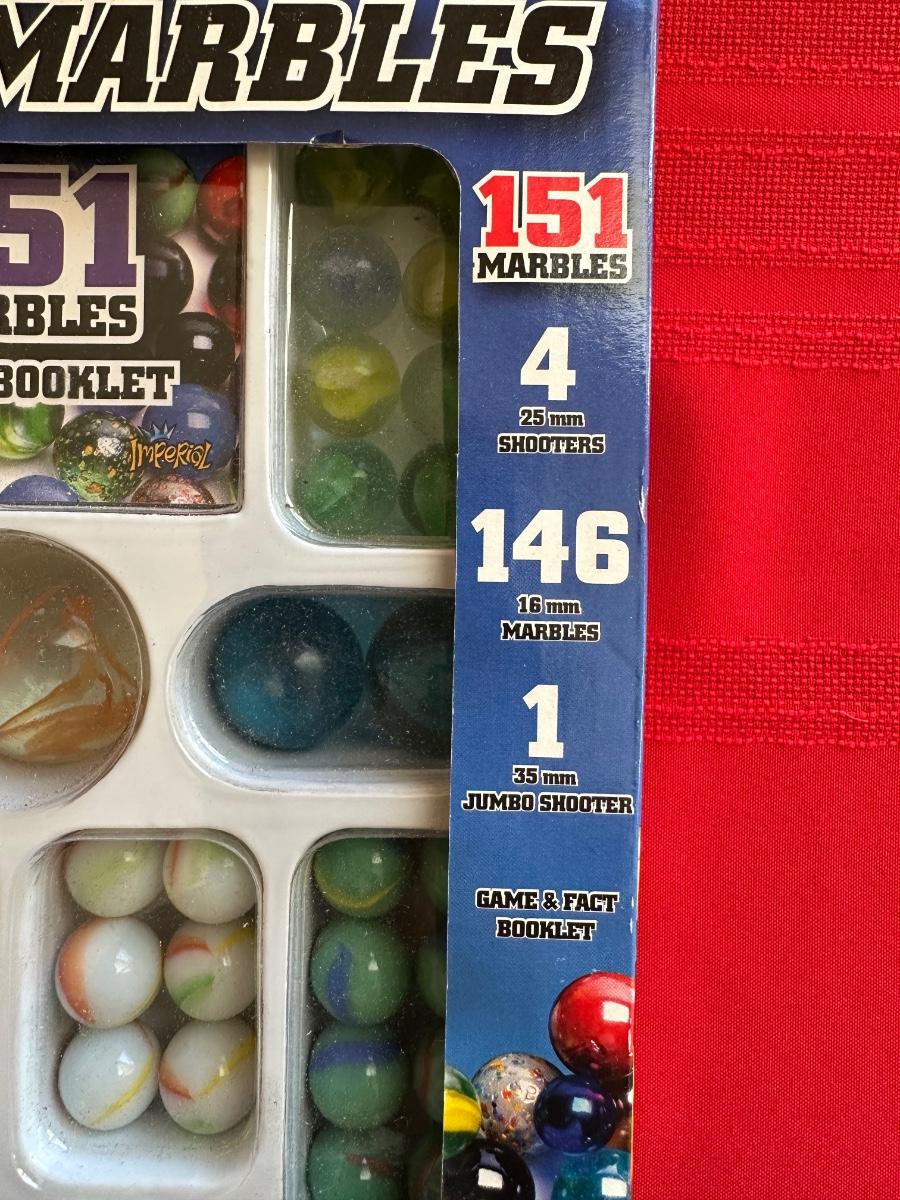 MARBLES
51
RBLES
BOOKLET
IMPERIAL
151
MARBLES
4
25 mm
SHOOTERS
146
16 mm
MARBLES
1
35 mm
JUMBO SHOOTER
GAME & FACT
BOOKLET